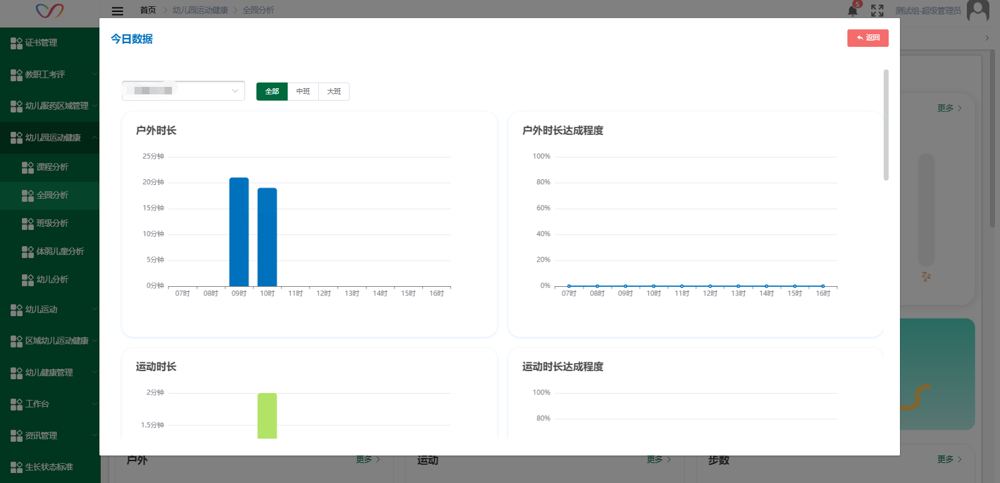 首页 > 幼儿园运动健康 > 全园分析
5
测试组-超级管理员
证书管理
教职工考评
幼儿服药区域管理
幼儿园运动健康
课程分析
全园分析
班级分析
体弱儿童分析
幼儿分析
幼儿运动
区域幼儿运动健康
幼儿健康管理
工作台
资讯管理
生长状态标准
今日数据
返回
全部 中班 大班
户外时长
25分钟
20分钟
15分钟
10分钟
5分钟
0分钟
07时 08时 09时 10时 11时 12时 13时 14时 15时 16时
户外时长达成程度
100%
80%
60%
40%
20%
0%
07时 08时 09时 10时 11时 12时 13时 14时 15时 16时
运动时长
2分钟
1.5分钟
运动时长达成程度
100%
80%
更多 >
zz
户外 更多 >
运动 更多 >
步数 更多 >